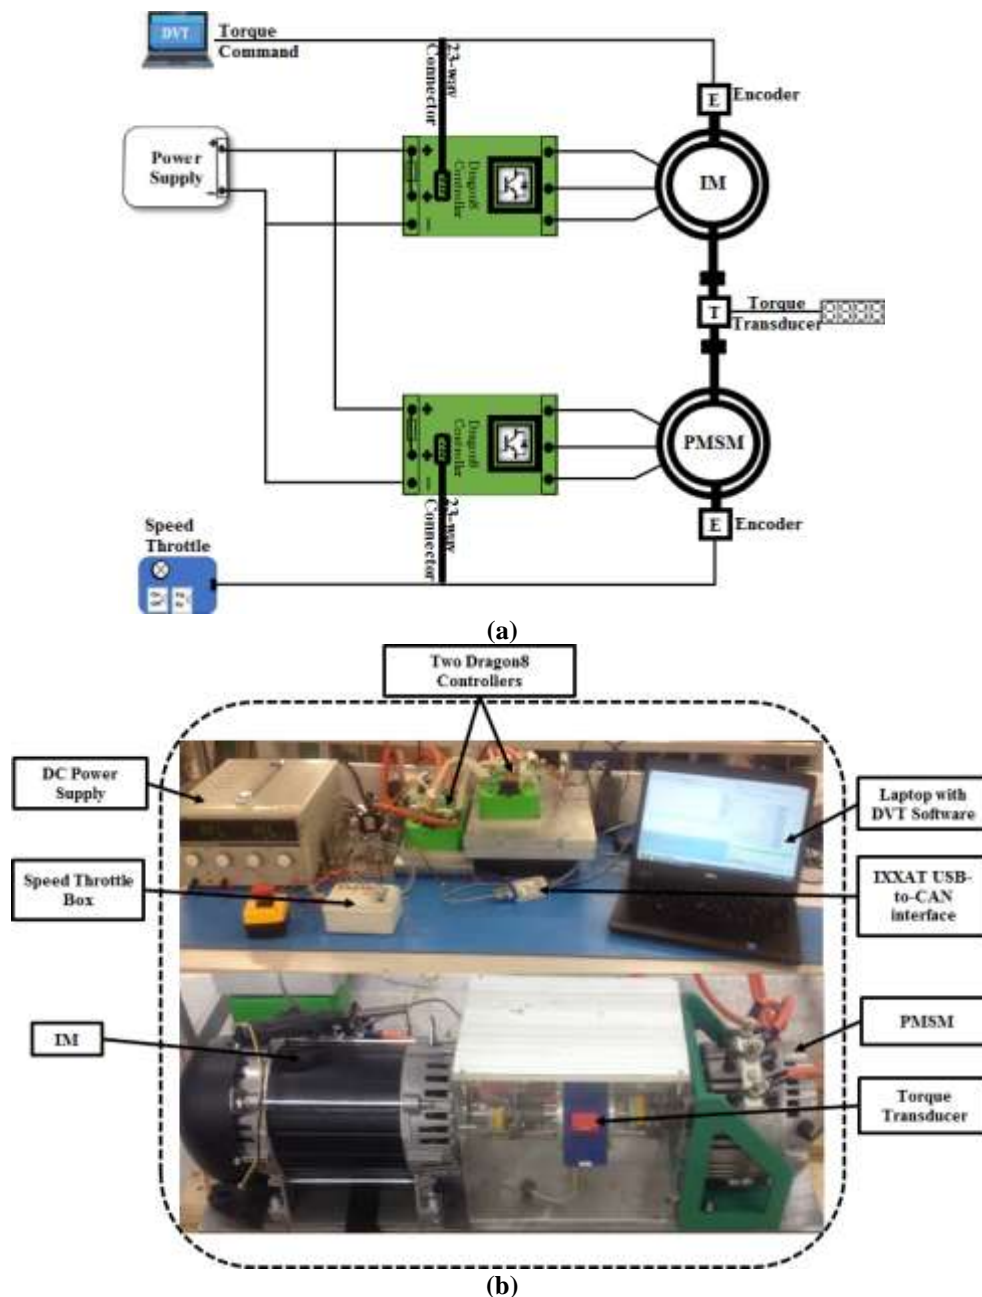 DVT
Torque
Command
23-way
Connector
E
Encoder
Power
Supply
+
−
+
+
−
Dragon8
Controller
IM
T
Torque
Transducer
+
+
−
Dragon8
Controller
PMSM
23-way
Connector
E
Encoder
Speed
Throttle
(a)
Two Dragon8
Controllers
DC Power
Supply
Laptop with
DVT Software
Speed Throttle
Box
IXXAT USB-
to-CAN
interface
IM
PMSM
Torque
Transducer
(b)